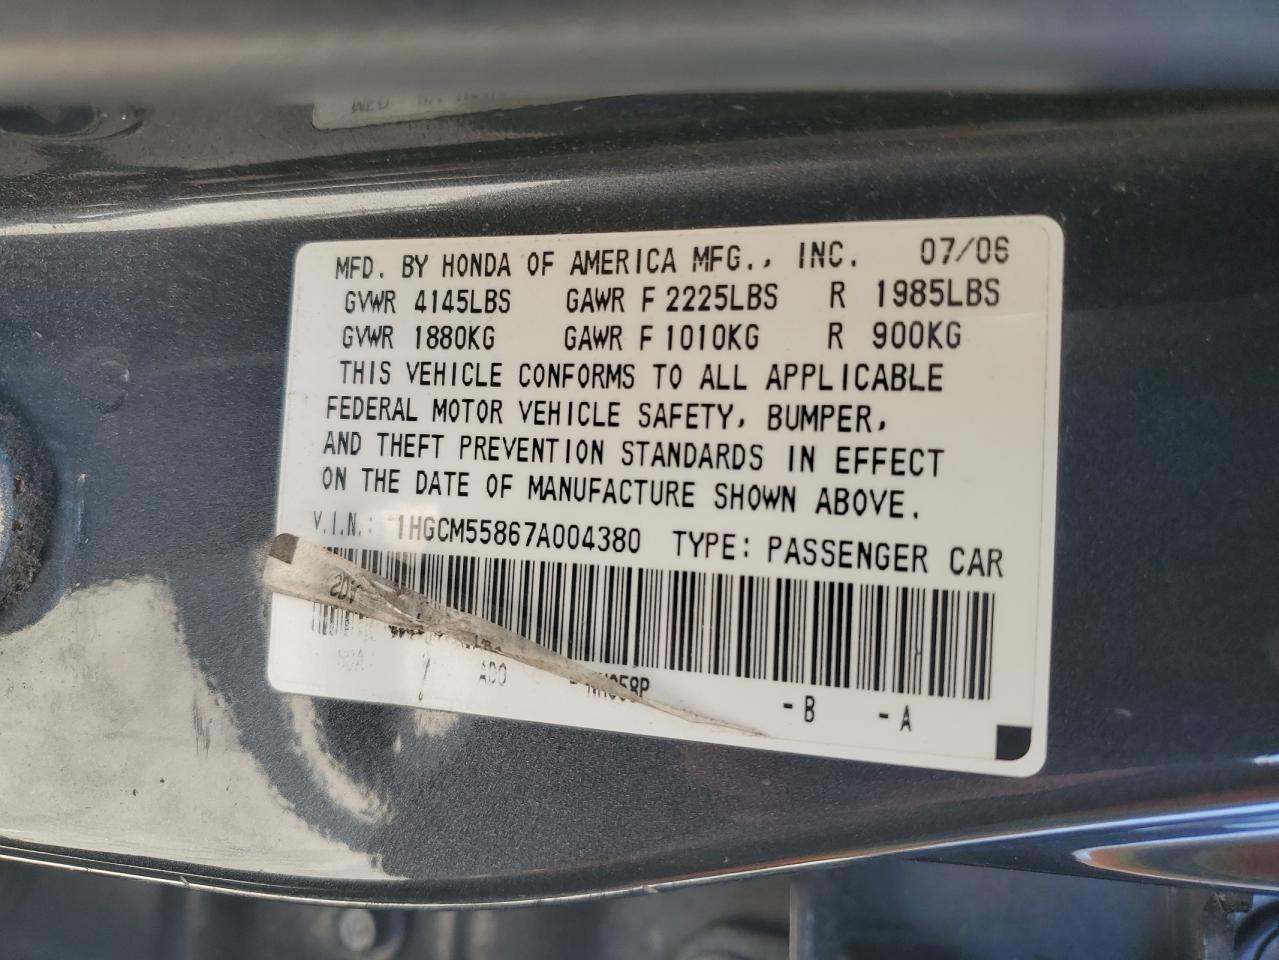 MFD. BY HONDA OF AMERICA MFG., INC. 07/06
GVWR 4145LBS GAWR F 2225LBS R 1985LBS
GVWR 1880KG GAWR F 1010KG R 900KG
THIS VEHICLE CONFORMS TO ALL APPLICABLE
FEDERAL MOTOR VEHICLE SAFETY, BUMPER,
AND THEFT PREVENTION STANDARDS IN EFFECT
ON THE DATE OF MANUFACTURE SHOWN ABOVE.
V.I.N.: 1HGCM55867A004380 TYPE: PASSENGER CAR
ADO
-B -A